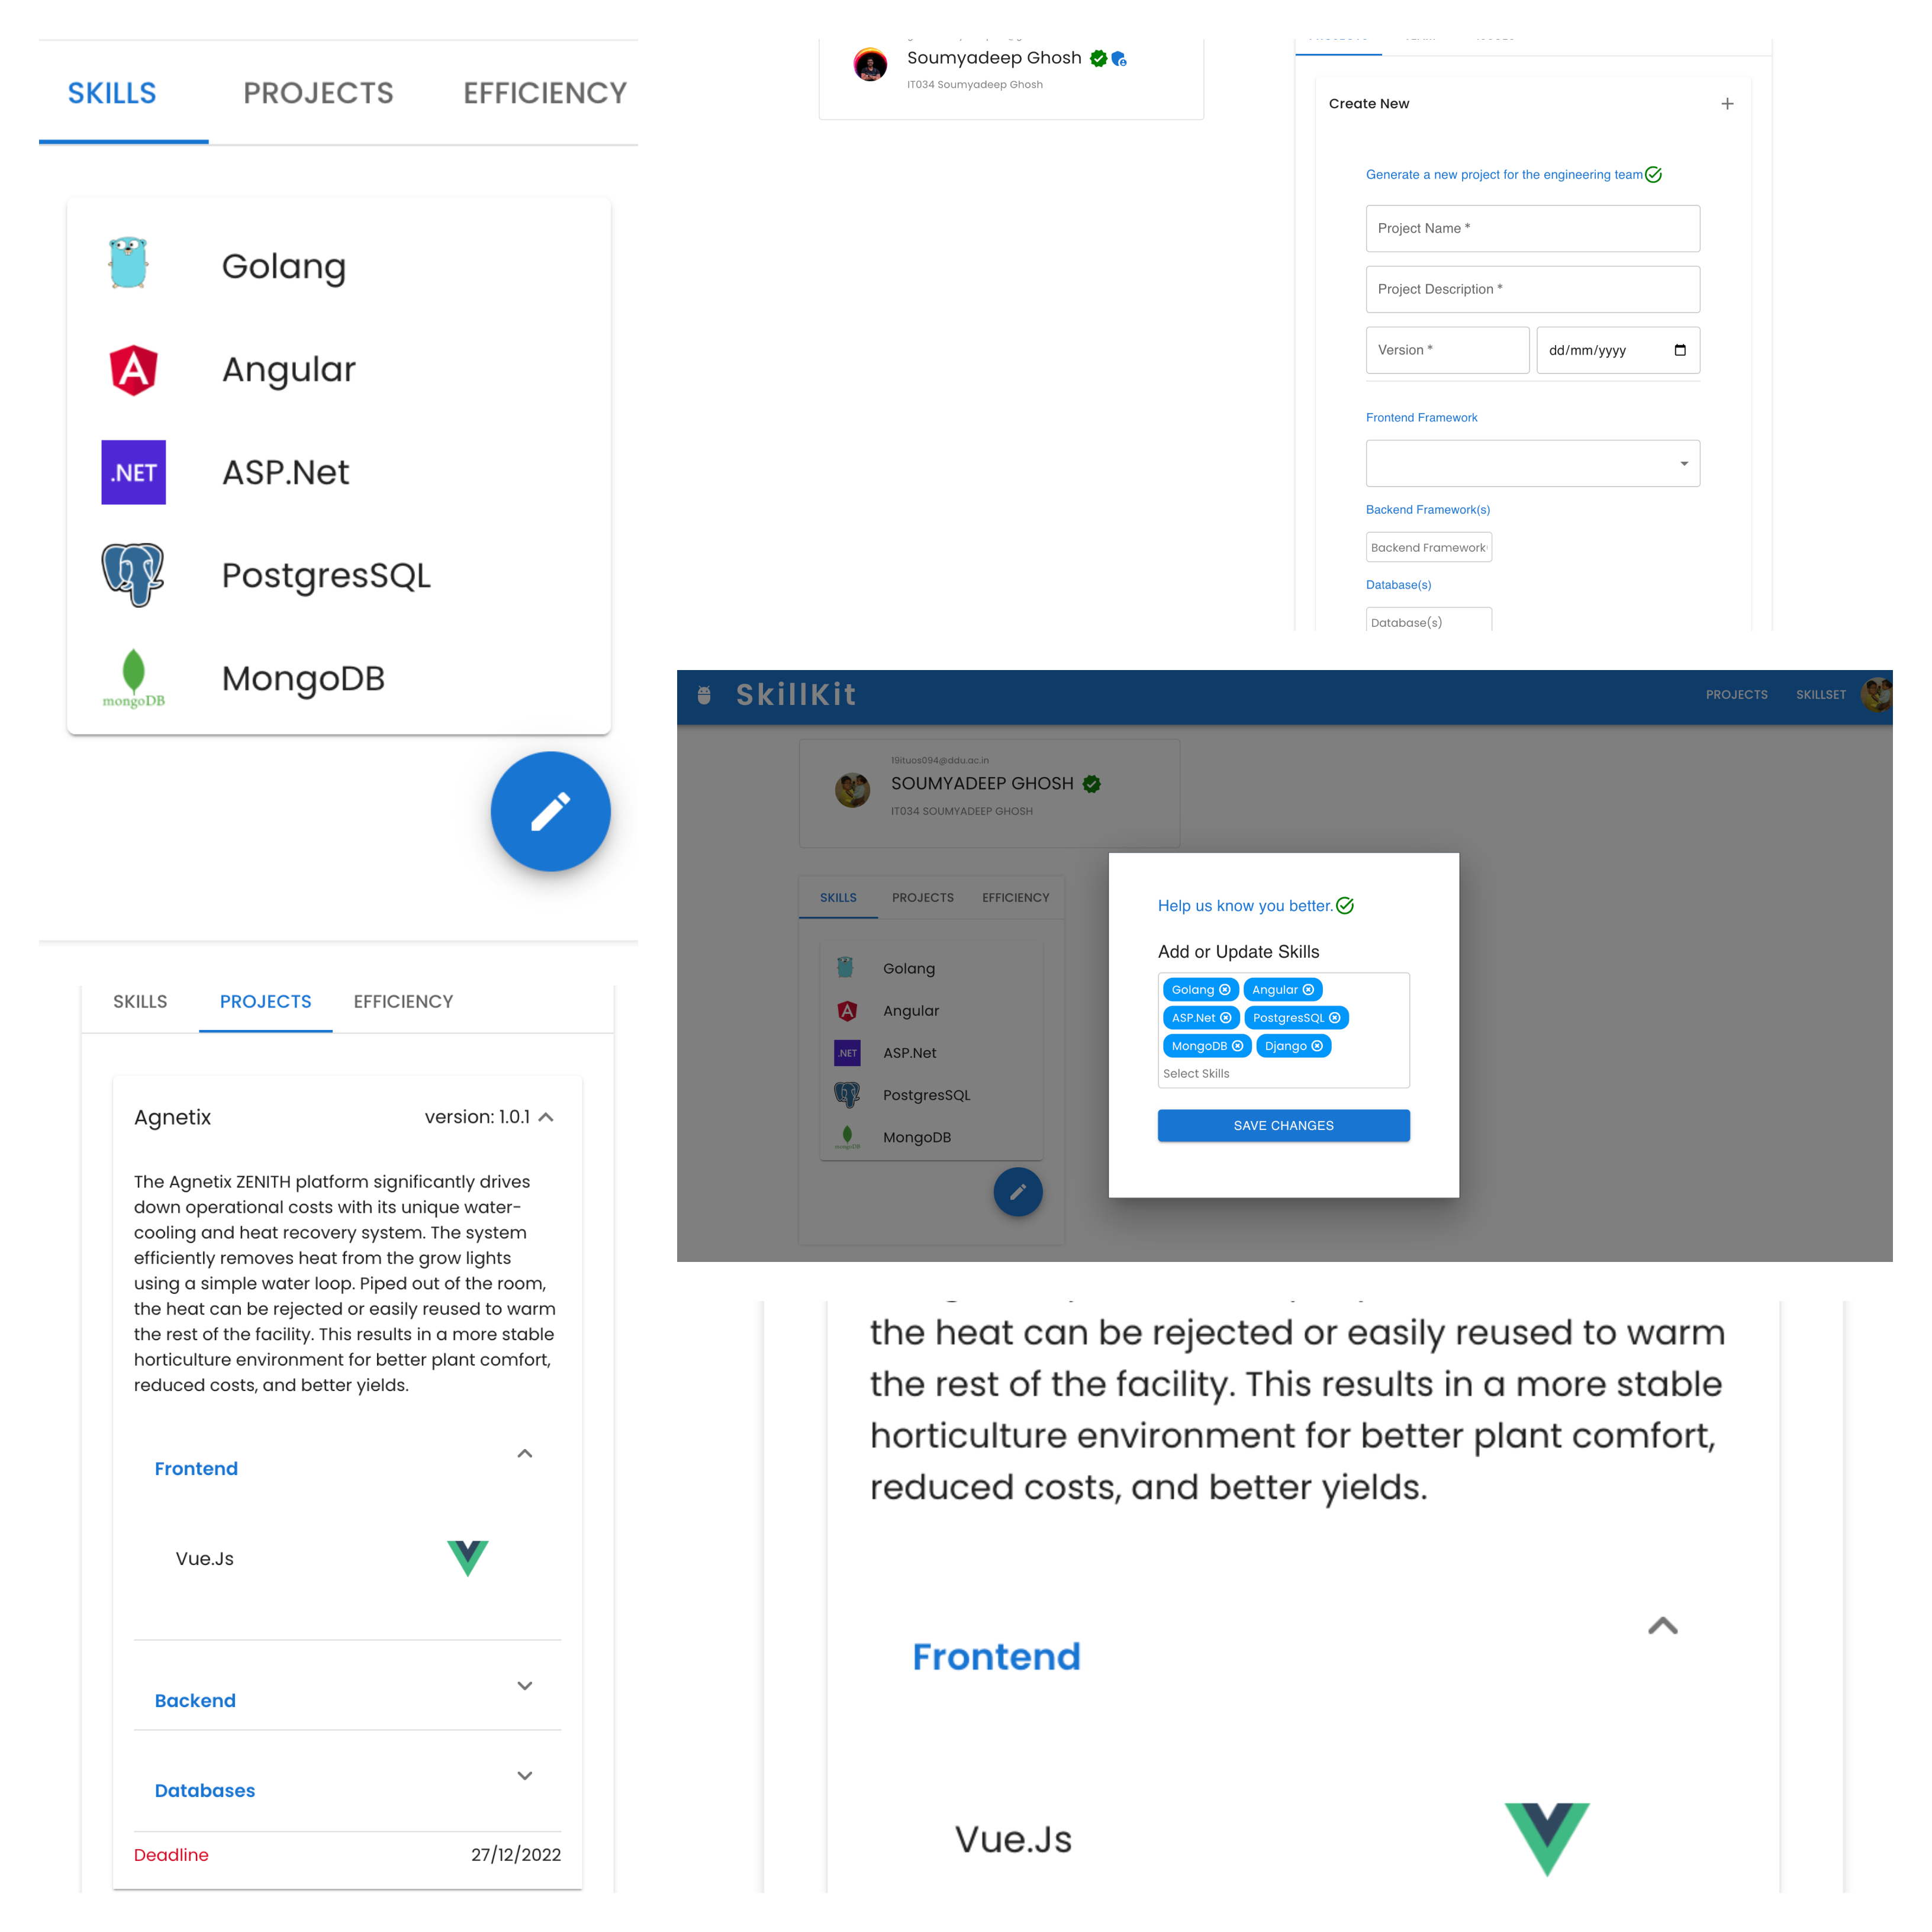 SKILLS PROJECTS EFFICIENCY
Golang
Angular
.NET ASP.Net
PostgresSQL
mongoDB MongoDB
Soumyadeep Ghosh
IT034 Soumyadeep Ghosh
Create New
Generate a new project for the engineering team
Project Name *
Project Description *
Version * dd/mm/yyyy
Frontend Framework
Backend Framework(s)
Backend Framework
Database(s)
Database(s)
SkillKit PROJECTS SKILLSET
19ituos094@ddu.ac.in
SOUMYADEEP GHOSH
IT034 SOUMYADEEP GHOSH
SKILLS PROJECTS EFFICIENCY
Golang
Angular
.NET ASP.Net
PostgresSQL
mongoDB MongoDB
Help us know you better.
Add or Update Skills
Golang Angular
ASP.Net PostgresSQL
MongoDB Django
Select Skills
SAVE CHANGES
SKILLS PROJECTS EFFICIENCY
Agnetix version: 1.0.1
The Agnetix ZENITH platform significantly drives
down operational costs with its unique water-
cooling and heat recovery system. The system
efficiently removes heat from the grow lights
using a simple water loop. Piped out of the room,
the heat can be rejected or easily reused to warm
the rest of the facility. This results in a more stable
horticulture environment for better plant comfort,
reduced costs, and better yields.
Frontend
Vue.Js
Backend
Databases
Deadline 27/12/2022
the heat can be rejected or easily reused to warm
the rest of the facility. This results in a more stable
horticulture environment for better plant comfort,
reduced costs, and better yields.
Frontend
Vue.Js